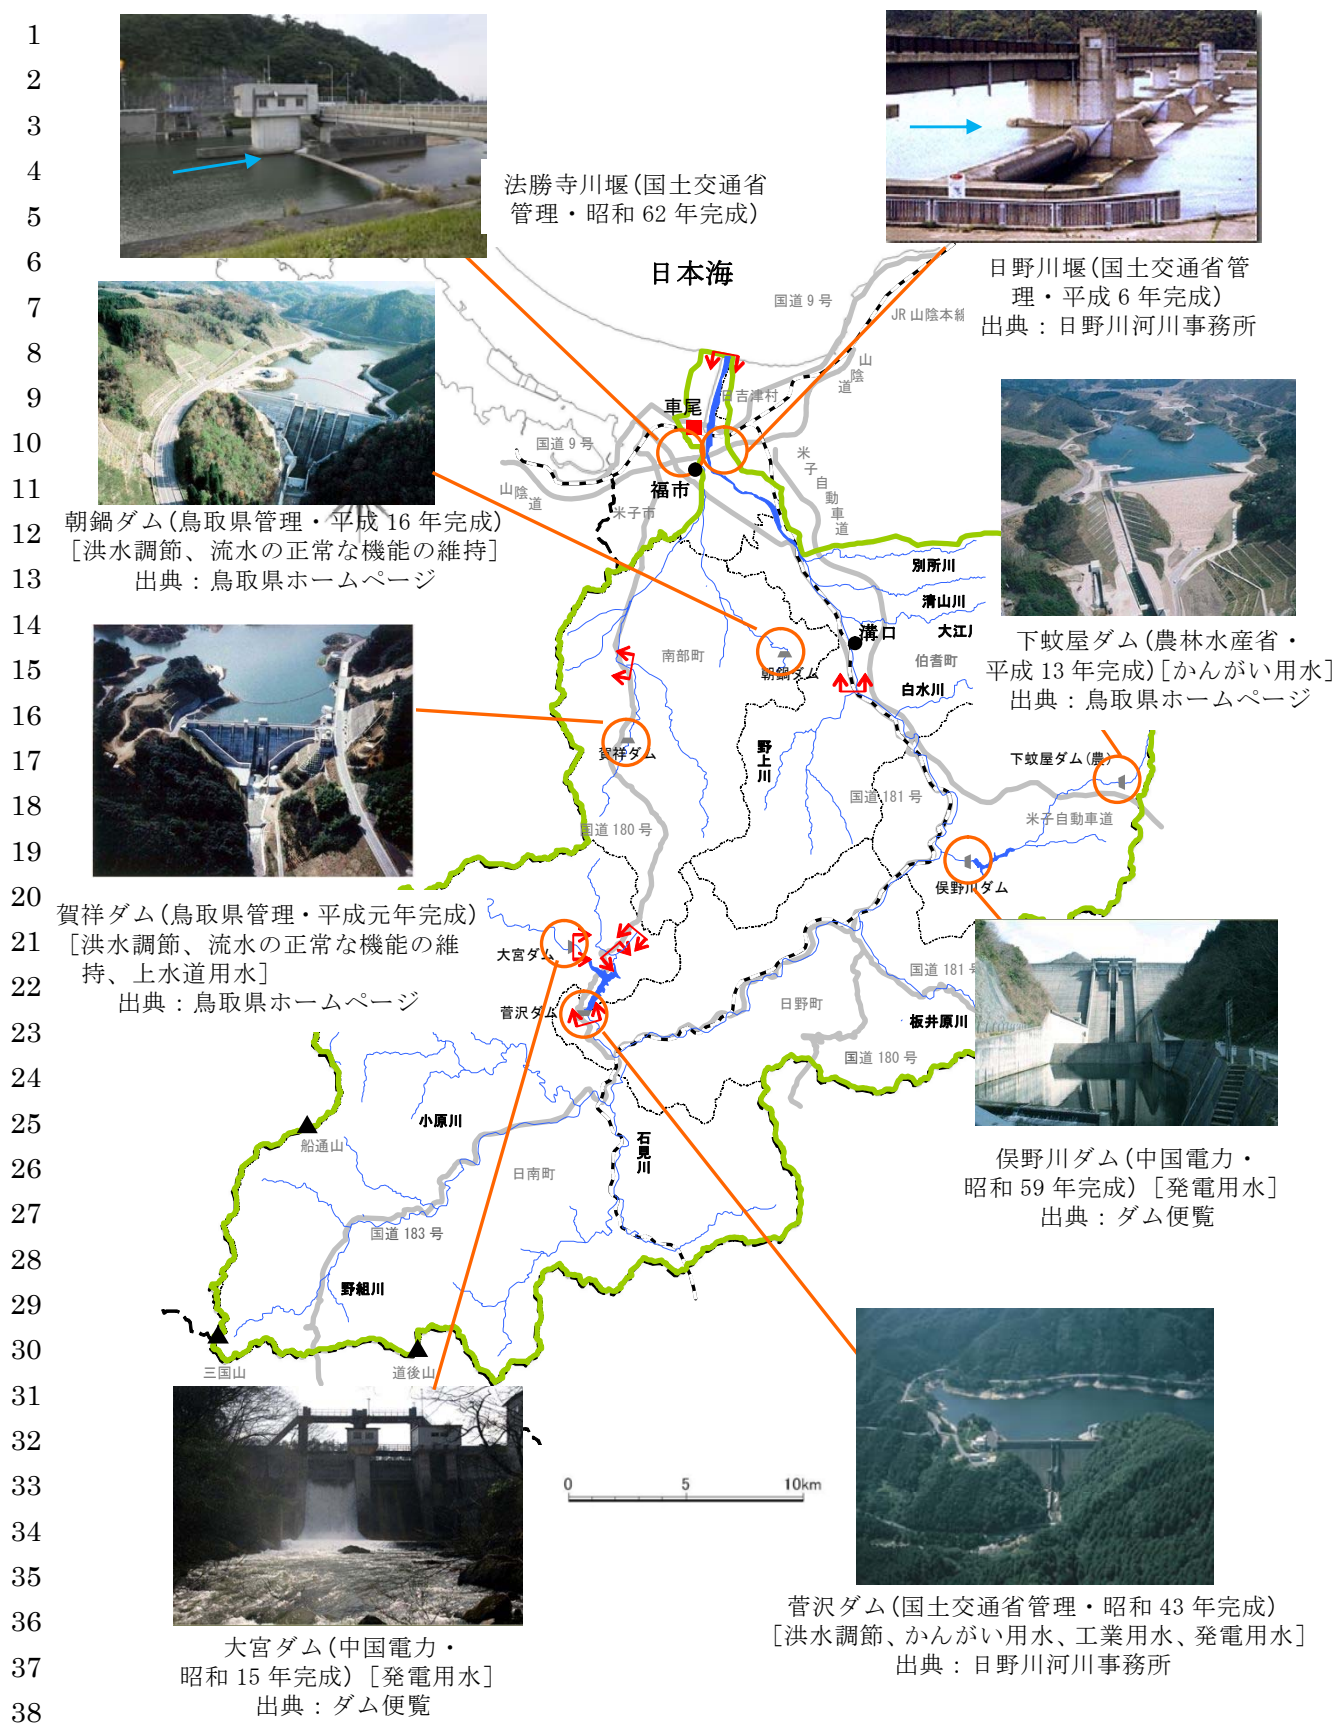 1
2
3
4
5
6
7
8
9
10
11
12
13
14
15
16
17
18
19
20
21
22
23
24
25
26
27
28
29
30
31
32
33
34
35
36
37
38
法勝寺川堰(国土交通省
管理・昭和 62 年完成)
日野川堰(国土交通省管
理・平成 6 年完成)
出典：日野川河川事務所
日本海
国道 9 号
JR 山陰本線
山陰道
日吉津村
車尾
国道 9 号
山陰道
福市
米子市
米子自動車道
朝鍋ダム(鳥取県管理・平成 16 年完成)
[洪水調節、流水の正常な機能の維持]
出典：鳥取県ホームページ
別所川
清山川
大江川
溝口
伯耆町
白水川
南部町
朝鍋ダム
下蚊屋ダム(農林水産省・
平成 13 年完成)[かんがい用水]
出典：鳥取県ホームページ
賀祥ダム
野上川
下蚊屋ダム(農)
国道 181 号
米子自動車道
国道 180 号
俣野川ダム
賀祥ダム(鳥取県管理・平成元年完成)
[洪水調節、流水の正常な機能の維
持、上水道用水]
出典：鳥取県ホームページ
大宮ダム
菅沢ダム
国道 181 号
日野町
板井原川
国道 180 号
小原川
船通山
石見川
日南町
国道 183 号
野組川
三国山
道後山
俣野川ダム(中国電力・
昭和 59 年完成) [発電用水]
出典：ダム便覧
0 5 10km
大宮ダム(中国電力・
昭和 15 年完成) [発電用水]
出典：ダム便覧
菅沢ダム(国土交通省管理・昭和 43 年完成)
[洪水調節、かんがい用水、工業用水、発電用水]
出典：日野川河川事務所